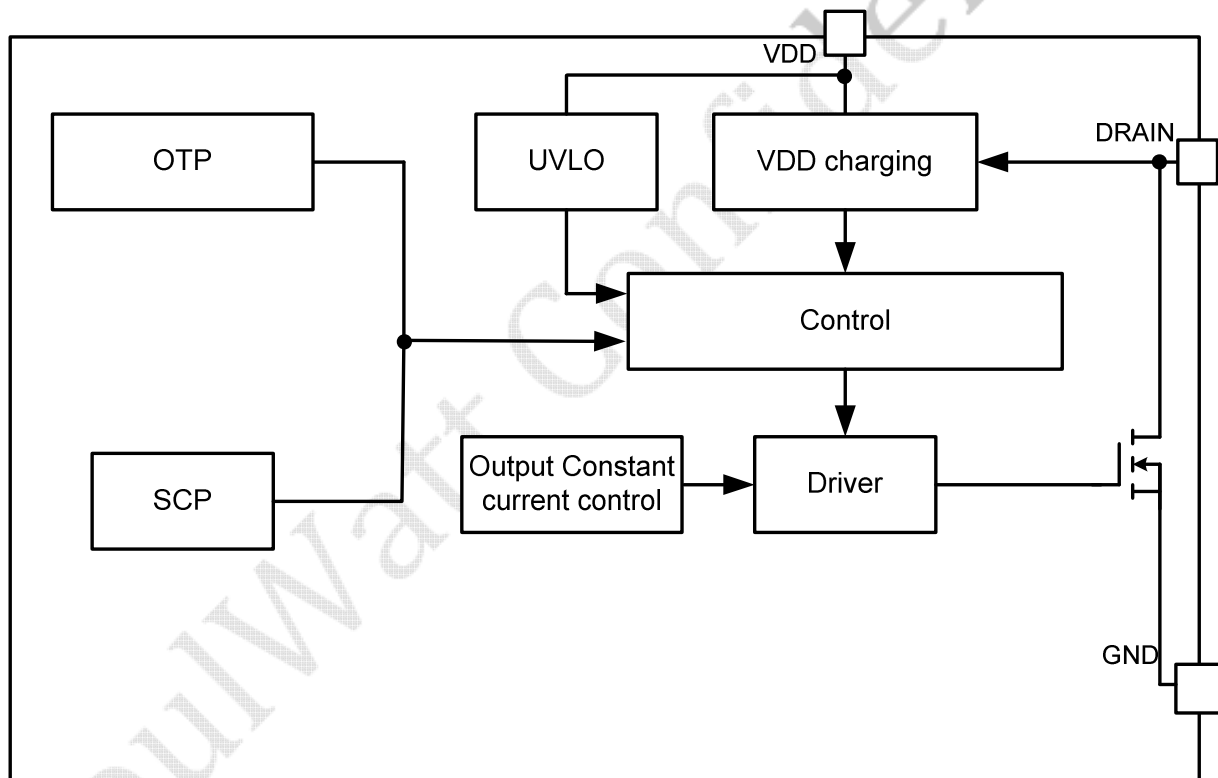 VDD
DRAIN
OTP
UVLO
VDD charging
Control
SCP
Output Constant
current control
Driver
GND